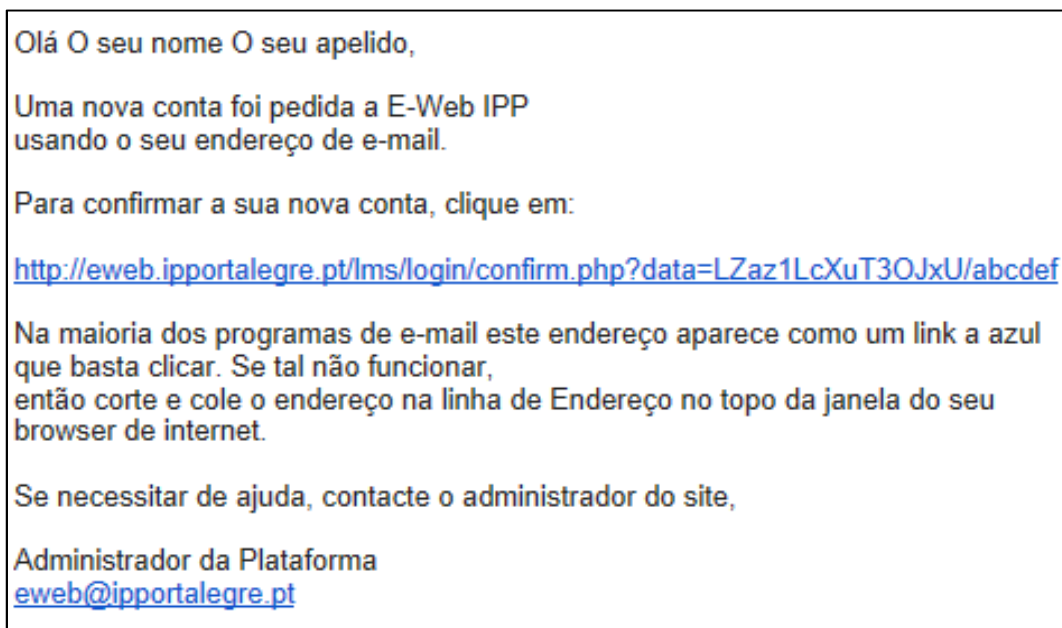 Olá O seu nome O seu apelido,
Uma nova conta foi pedida a E-Web IPP
usando o seu endereço de e-mail.
Para confirmar a sua nova conta, clique em:
http://eweb.ipportalegre.pt/lms/login/confirm.php?data=LZaz1LcXuT3OJxU/abcdef
Na maioria dos programas de e-mail este endereço aparece como um link a azul
que basta clicar. Se tal não funcionar,
então corte e cole o endereço na linha de Endereço no topo da janela do seu
browser de internet.
Se necessitar de ajuda, contacte o administrador do site,
Administrador da Plataforma
eweb@ipportalegre.pt